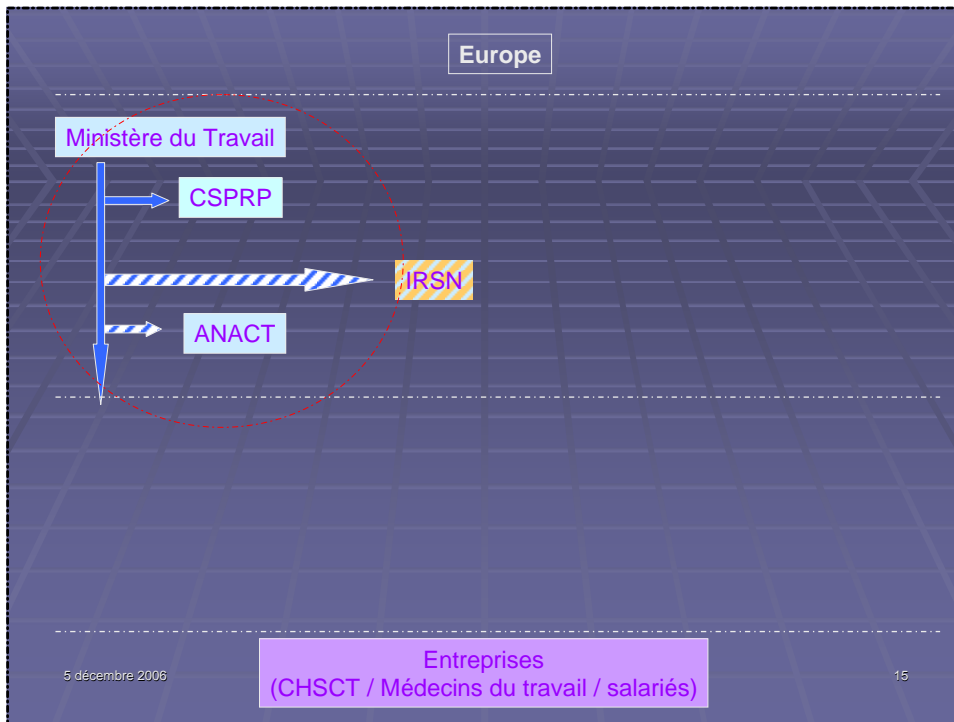 Europe
Ministère du Travail
CSPRP
IRSN
ANACT
Entreprises
(CHSCT / Médecins du travail / salariés)
5 décembre 2006
15